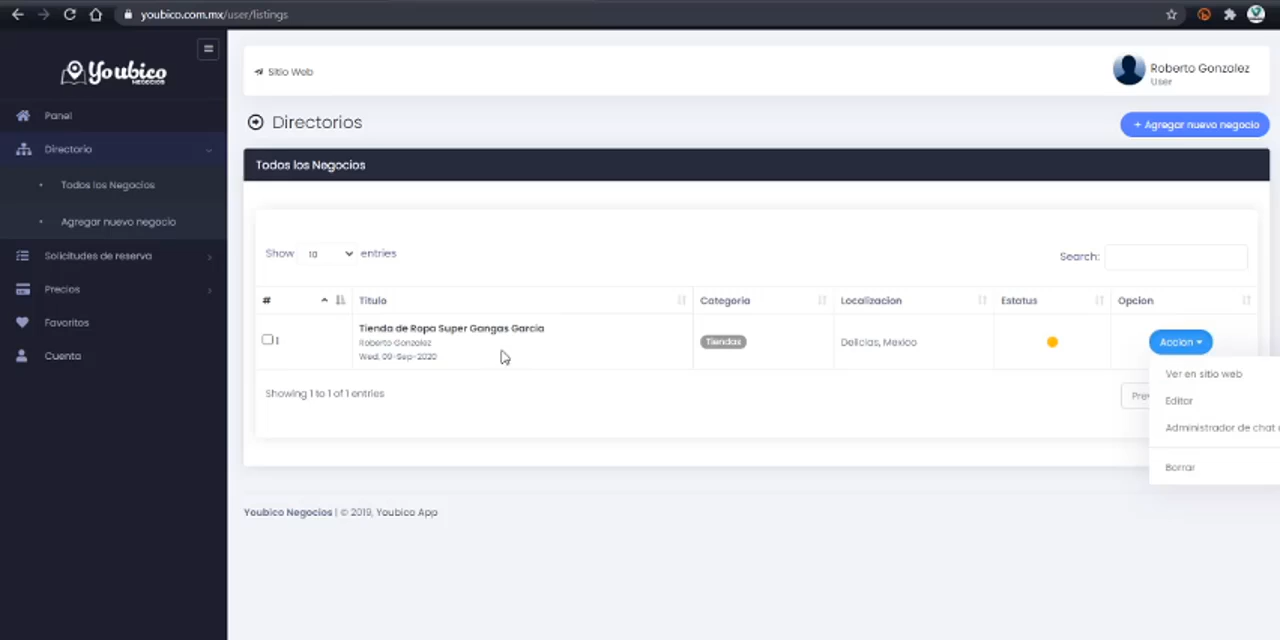 youbico.com.mx/user/listings
Youbico
NEGOCIOS
Panel
Directorio
Todos los Negocios
Agregar nuevo negocio
Solicitudes de reserva
Precios
Favoritos
Cuenta
Sitio Web
Roberto Gonzalez
User
Directorios
+ Agregar nuevo negocio
Todos los Negocios
Show 10 entries
Search:
# Titulo Categoria Localizacion Estatus Opcion
1 Tienda de Ropa Super Gangas Garcia Tiendas Delicias, Mexico Accion
Roberto Gonzalez
Wed, 09-Sep-2020
Ver en sitio web
Editar
Administrador de chat
Borrar
Showing 1 to 1 of 1 entries
Prev
Youbico Negocios | © 2019, Youbico App